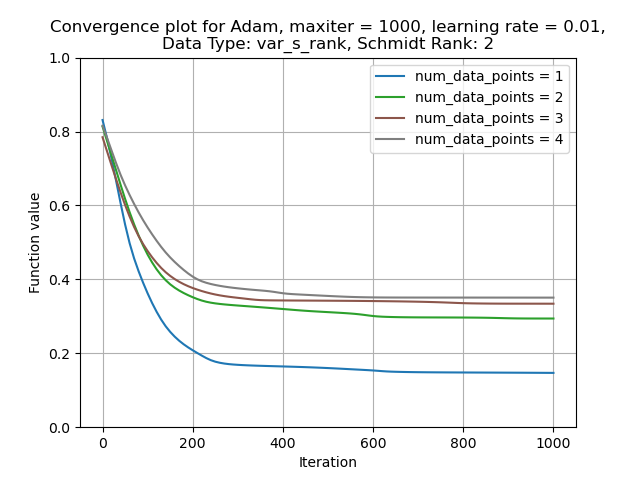 Convergence plot for Adam, maxiter = 1000, learning rate = 0.01,
Data Type: var_s_rank, Schmidt Rank: 2
num_data_points = 1
num_data_points = 2
num_data_points = 3
num_data_points = 4
Function value
1.0
0.8
0.6
0.4
0.2
0.0
0 200 400 600 800 1000
Iteration